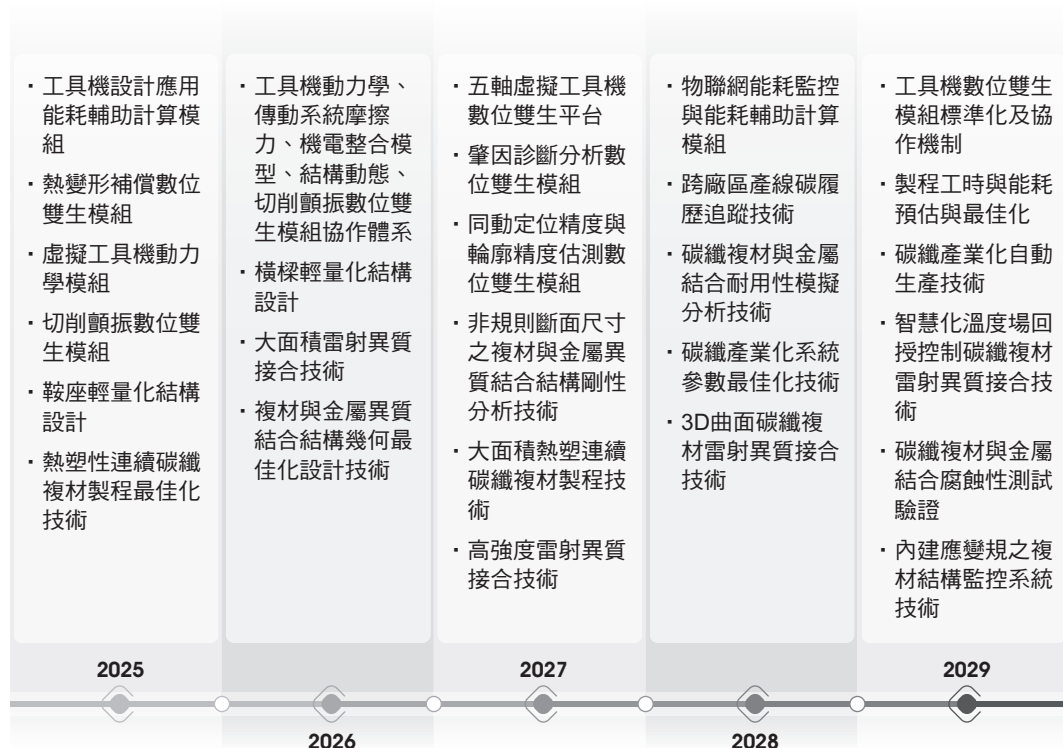 ・工具機設計應用
能耗輔助計算模
組
・熱變形補償數位
雙生模組
・虛擬工具機動力
學模組
・切削顫振數位雙
生模組
・鞍座輕量化結構
設計
・熱塑性連續碳纖
複材製程最佳化
技術
・工具機動力學、
傳動系統摩擦
力、機電整合模
型、結構動態、
切削顫振數位雙
生模組協作體系
・橫樑輕量化結構
設計
・大面積雷射異質
接合技術
・複材與金屬異質
結合結構幾何最
佳化設計技術
・五軸虛擬工具機
數位雙生平台
・肇因診斷分析數
位雙生模組
・同動定位精度與
輪廓精度估測數
位雙生模組
・非規則斷面尺寸
之複材與金屬異
質結合結構剛性
分析技術
・大面積熱塑連續
碳纖複材製程技
術
・高強度雷射異質
接合技術
・物聯網能耗監控
與能耗輔助計算
模組
・跨廠區產線碳履
歷追蹤技術
・碳纖複材與金屬
結合耐用性模擬
分析技術
・碳纖產業化系統
參數最佳化技術
・3D曲面碳纖複
材雷射異質接合
技術
・工具機數位雙生
模組標準化及協
作機制
・製程工時與能耗
預估與最佳化
・碳纖產業化自動
生產技術
・智慧化溫度場回
授控制碳纖複材
雷射異質接合技
術
・碳纖複材與金屬
結合腐蝕性測試
驗證
・內建應變規之複
材結構監控系統
技術
2025
2026
2027
2028
2029